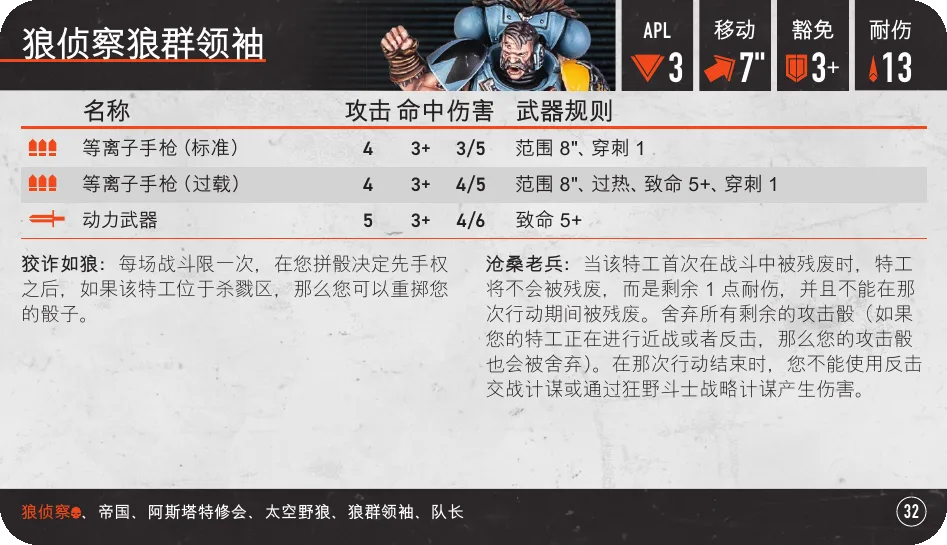 狼侦察狼群领袖
APL 移动 豁免 耐伤
3 7" 3+ 13
名称 攻击 命中 伤害 武器规则
等离子手枪（标准） 4 3+ 3/5 范围 8"、穿刺 1
等离子手枪（过载） 4 3+ 4/5 范围 8"、过热、致命 5+、穿刺 1
动力武器 5 3+ 4/6 致命 5+
狡诈如狼：每场战斗限一次，在您拼骰决定先手权
之后，如果该特工位于杀戮区，那么您可以重掷您
的骰子。
沧桑老兵：当该特工首次在战斗中被残废时，特工
将不会被残废，而是剩余 1 点耐伤，并且不能在那
次行动期间被残废。舍弃所有剩余的攻击骰（如果
您的特工正在进行近战或者反击，那么您的攻击骰
也会被舍弃）。在那次行动结束时，您不能使用反击
交战计谋或通过狂野斗士战略计谋产生伤害。
狼侦察、帝国、阿斯塔特修会、太空野狼、狼群领袖、队长
32